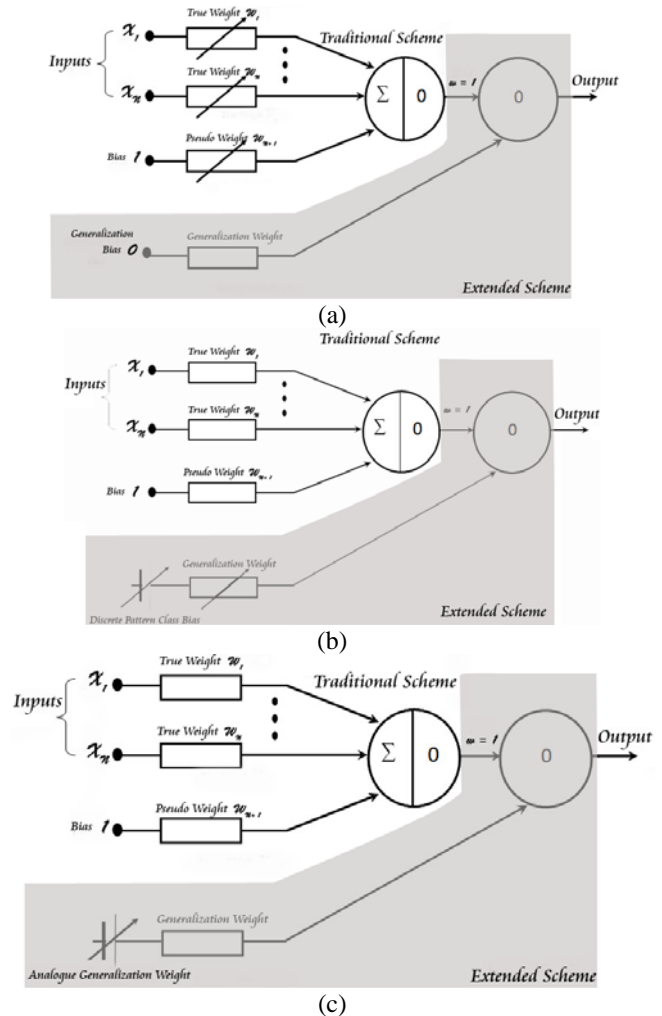 True Weight w₁
Traditional Scheme
x₁
Inputs
True Weight wₙ
xₙ
Σ 0
ω = 1
0
Output
Pseudo Weight wₙ₊₁
Bias 1
Generalization
Bias 0
Generalization Weight
Extended Scheme
(a)
Traditional Scheme
True Weight w₁
x₁
Inputs
True Weight wₙ
xₙ
Σ 0
ω = 1
0
Output
Pseudo Weight wₙ₊₁
Bias 1
Generalization Weight
Discrete Pattern Class Bias
Extended Scheme
(b)
True Weight w₁
Traditional Scheme
x₁
Inputs
True Weight wₙ
xₙ
Σ 0
ω = 1
0
Output
Pseudo Weight wₙ₊₁
Bias 1
Generalization Weight
Analogue Generalization Weight
Extended Scheme
(c)